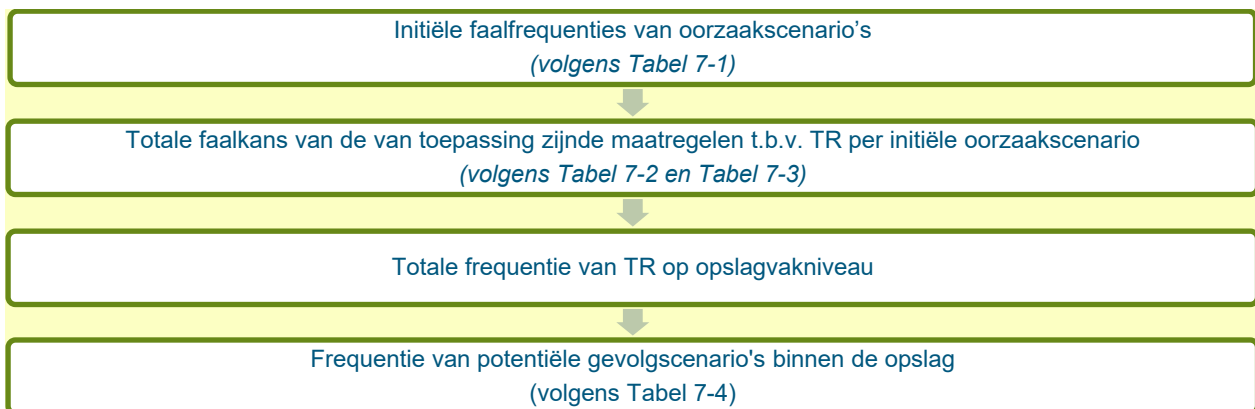 Initiële faalfrequenties van oorzaakscenario’s
(volgens Tabel 7-1)
Totale faalkans van de van toepassing zijnde maatregelen t.b.v. TR per initiële oorzaakscenario
(volgens Tabel 7-2 en Tabel 7-3)
Totale frequentie van TR op opslagvakniveau
Frequentie van potentiële gevolgscenario's binnen de opslag
(volgens Tabel 7-4)